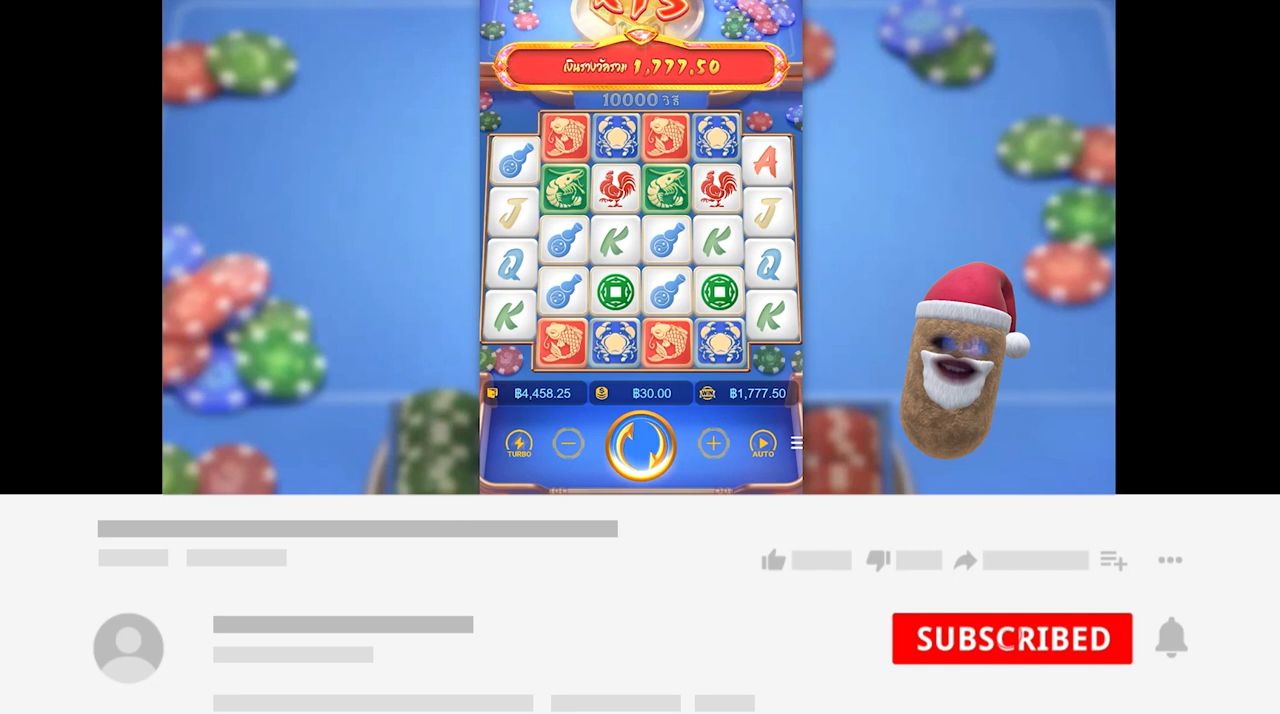 เงินรางวัลรวม 1,777.50
10000 วิธี
A
J
J
K
K
Q
Q
K
K
฿4,458.25
฿30.00
WIN
฿1,777.50
TURBO
AUTO
SUBSCRIBED